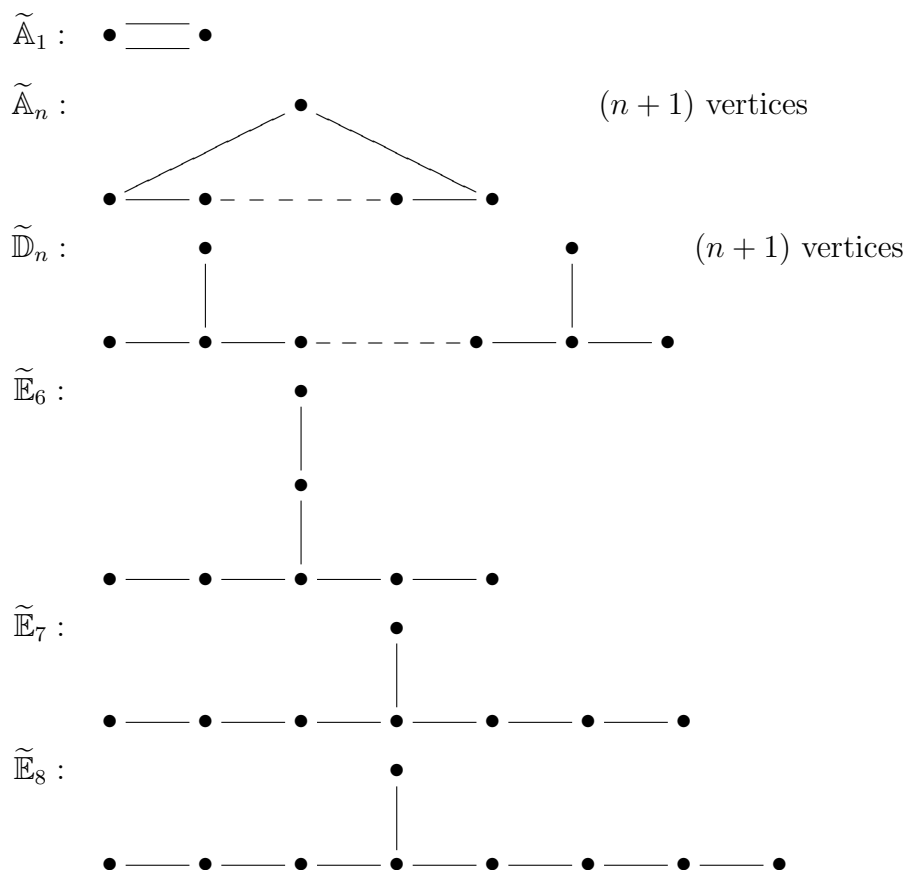 𝔸̃₁ :
𝔸̃ₙ : (n + 1) vertices
𝔻̃ₙ : (n + 1) vertices
𝔼̃₆ :
𝔼̃₇ :
𝔼̃₈ :